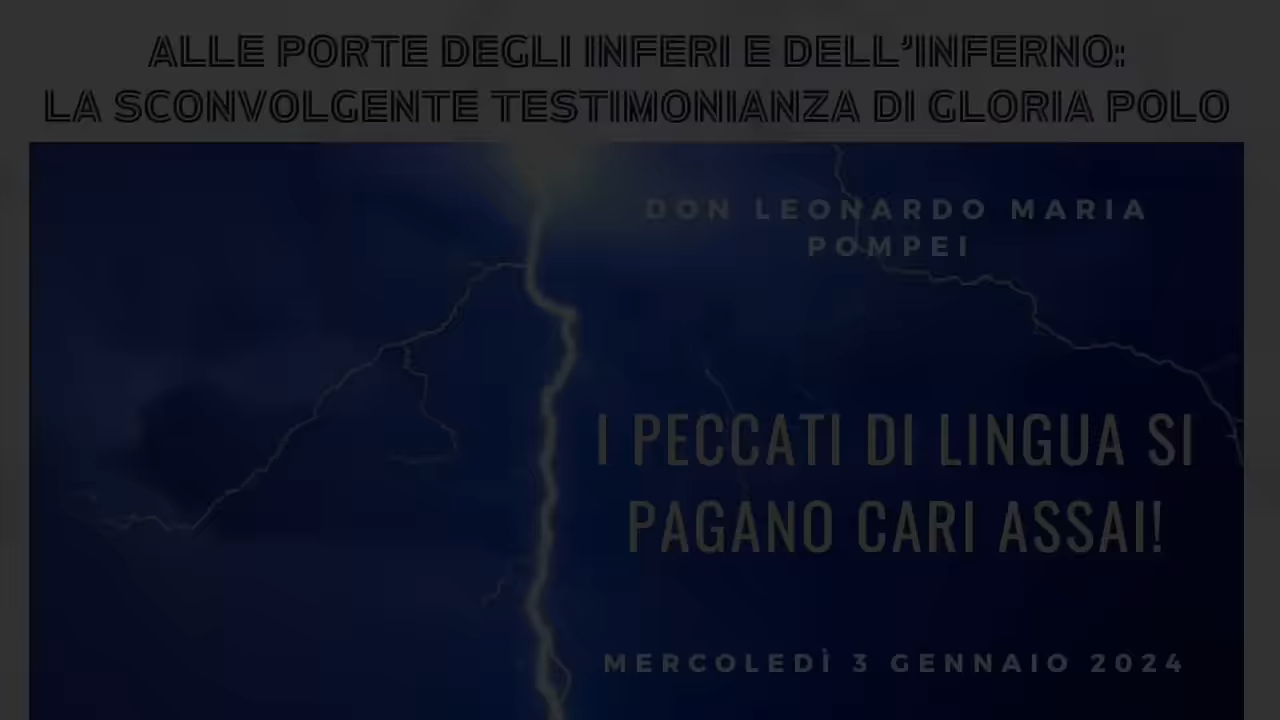 ALLE PORTE DEGLI INFERI E DELL'INFERNO:
LA SCONVOLGENTE TESTIMONIANZA DI GLORIA POLO
DON LEONARDO MARIA
POMPEI
I PECCATI DI LINGUA SI
PAGANO CARI ASSAI!
MERCOLEDÌ 3 GENNAIO 2024